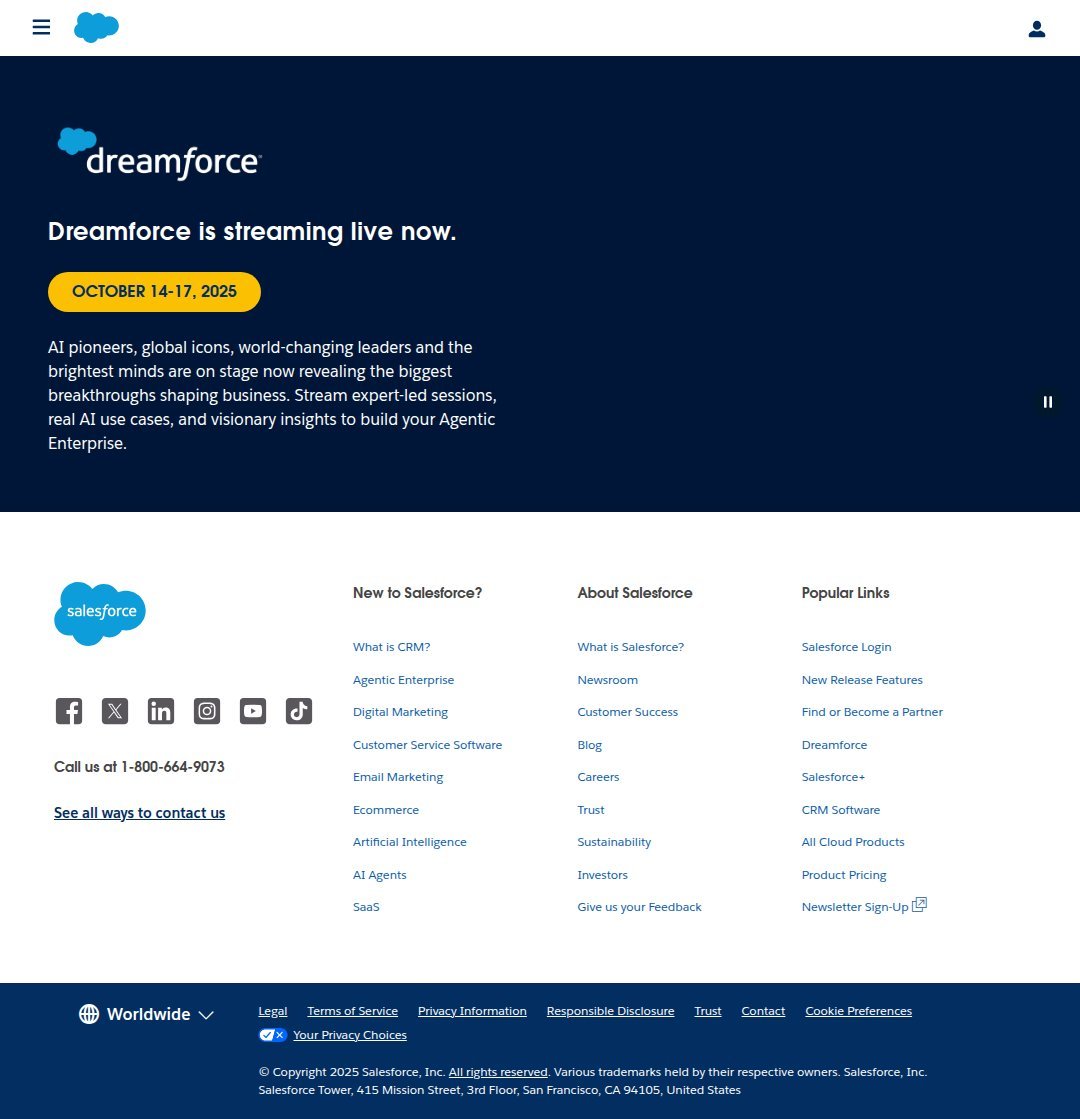 dreamforce
Dreamforce is streaming live now.
OCTOBER 14-17, 2025
AI pioneers, global icons, world-changing leaders and the
brightest minds are on stage now revealing the biggest
breakthroughs shaping business. Stream expert-led sessions,
real AI use cases, and visionary insights to build your Agentic
Enterprise.
salesforce
Call us at 1-800-664-9073
See all ways to contact us
New to Salesforce?
What is CRM?
Agentic Enterprise
Digital Marketing
Customer Service Software
Email Marketing
Ecommerce
Artificial Intelligence
AI Agents
SaaS
About Salesforce
What is Salesforce?
Newsroom
Customer Success
Blog
Careers
Trust
Sustainability
Investors
Give us your Feedback
Popular Links
Salesforce Login
New Release Features
Find or Become a Partner
Dreamforce
Salesforce+
CRM Software
All Cloud Products
Product Pricing
Newsletter Sign-Up
Worldwide
Legal Terms of Service Privacy Information Responsible Disclosure Trust Contact Cookie Preferences
Your Privacy Choices
© Copyright 2025 Salesforce, Inc. All rights reserved. Various trademarks held by their respective owners. Salesforce, Inc.
Salesforce Tower, 415 Mission Street, 3rd Floor, San Francisco, CA 94105, United States